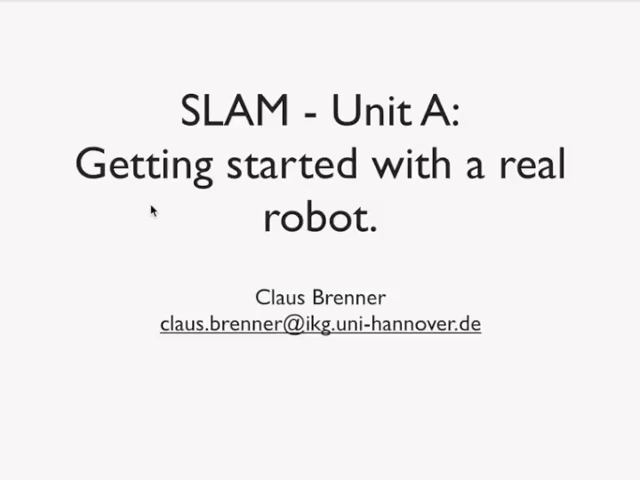 SLAM - Unit A:
Getting started with a real
robot.
Claus Brenner
claus.brenner@ikg.uni-hannover.de